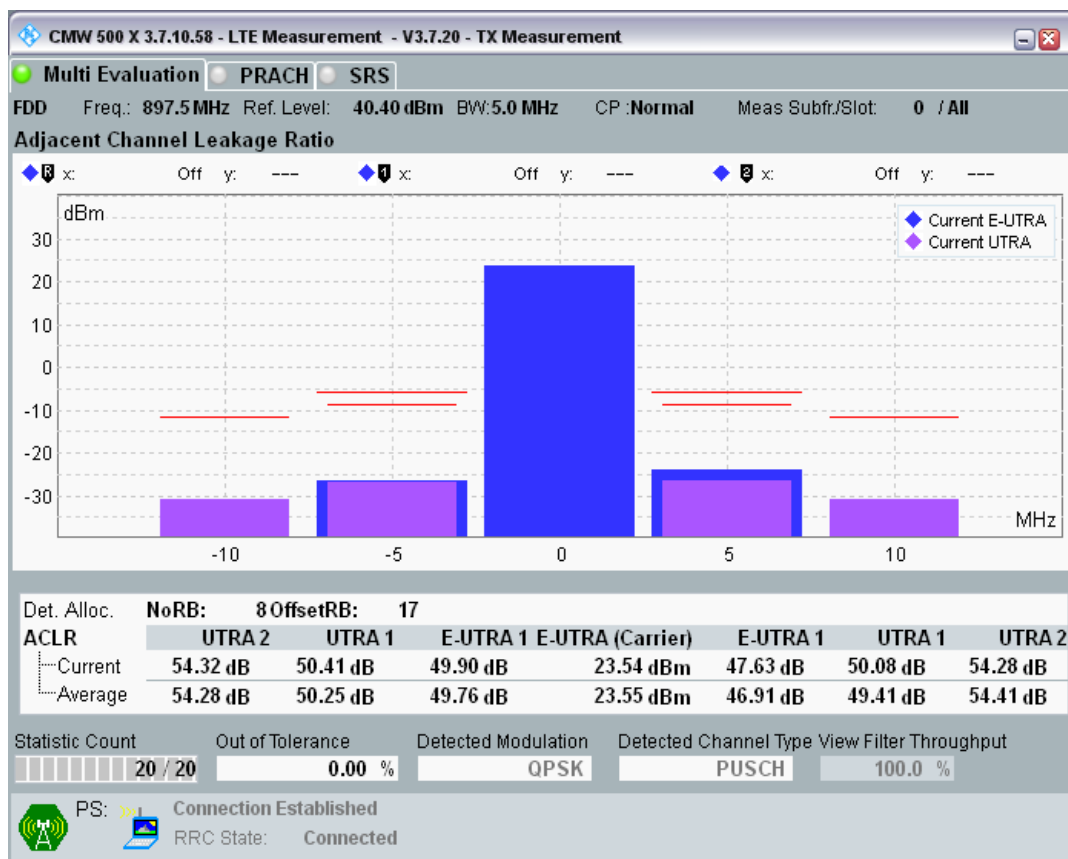 CMW 500 X 3.7.10.58 - LTE Measurement - V3.7.20 - TX Measurement
Multi Evaluation PRACH SRS
FDD Freq.: 897.5 MHz Ref. Level: 40.40 dBm BW: 5.0 MHz CP : Normal Meas Subfr./Slot: 0 / All
Adjacent Channel Leakage Ratio
R x: Off y: --- 1 x: Off y: --- 2 x: Off y: ---
dBm
Current E-UTRA
Current UTRA
30
20
10
0
-10
-20
-30
MHz
-10 -5 0 5 10
Det. Alloc. NoRB: 8 OffsetRB: 17
ACLR UTRA 2 UTRA 1 E-UTRA 1 E-UTRA (Carrier) E-UTRA 1 UTRA 1 UTRA 2
Current 54.32 dB 50.41 dB 49.90 dB 23.54 dBm 47.63 dB 50.08 dB 54.28 dB
Average 54.28 dB 50.25 dB 49.76 dB 23.55 dBm 46.91 dB 49.41 dB 54.41 dB
Statistic Count Out of Tolerance Detected Modulation Detected Channel Type View Filter Throughput
20 / 20 0.00 % QPSK PUSCH 100.0 %
PS: Connection Established
RRC State: Connected